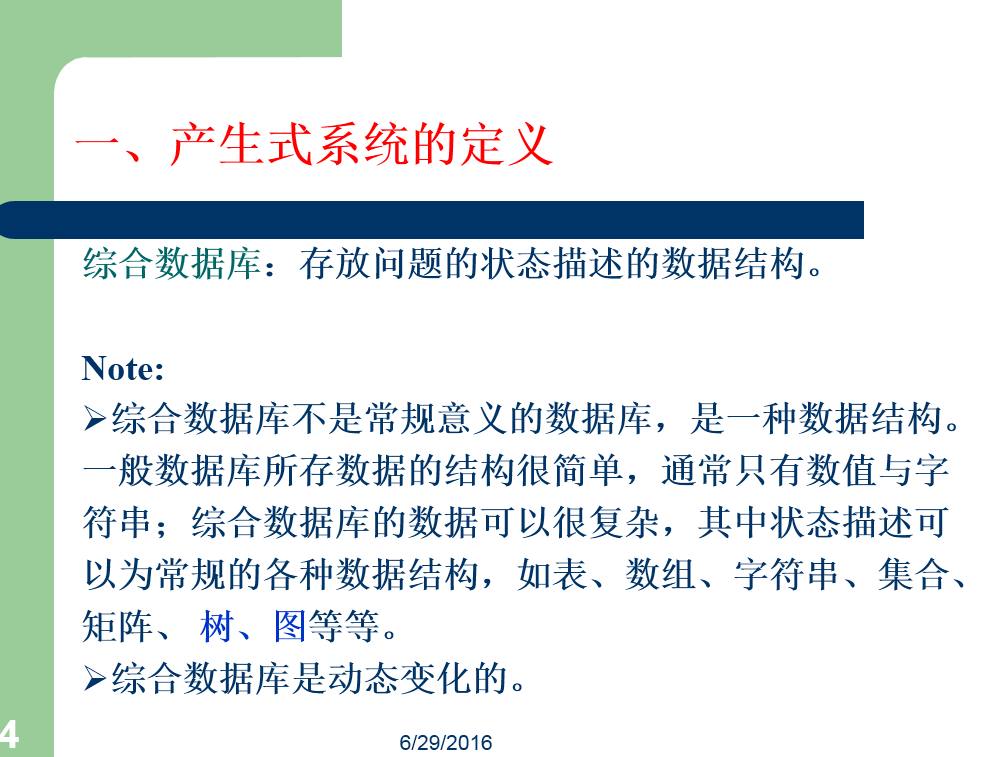 一、产生式系统的定义
综合数据库：存放问题的状态描述的数据结构。
Note:
➢综合数据库不是常规意义的数据库，是一种数据结构。
一般数据库所存数据的结构很简单，通常只有数值与字
符串；综合数据库的数据可以很复杂，其中状态描述可
以为常规的各种数据结构，如表、数组、字符串、集合、
矩阵、 树、图等等。
➢综合数据库是动态变化的。
4
6/29/2016